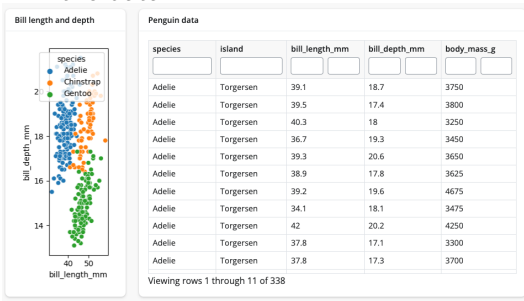 Bill length and depth
species
Adelie
Chinstrap
Gentoo
20
18
16
14
bill_depth_mm
40 50
bill_length_mm
Penguin data
species island bill_length_mm bill_depth_mm body_mass_g
Adelie Torgersen 39.1 18.7 3750
Adelie Torgersen 39.5 17.4 3800
Adelie Torgersen 40.3 18 3250
Adelie Torgersen 36.7 19.3 3450
Adelie Torgersen 39.3 20.6 3650
Adelie Torgersen 38.9 17.8 3625
Adelie Torgersen 39.2 19.6 4675
Adelie Torgersen 34.1 18.1 3475
Adelie Torgersen 42 20.2 4250
Adelie Torgersen 37.8 17.1 3300
Adelie Torgersen 37.8 17.3 3700
Viewing rows 1 through 11 of 338